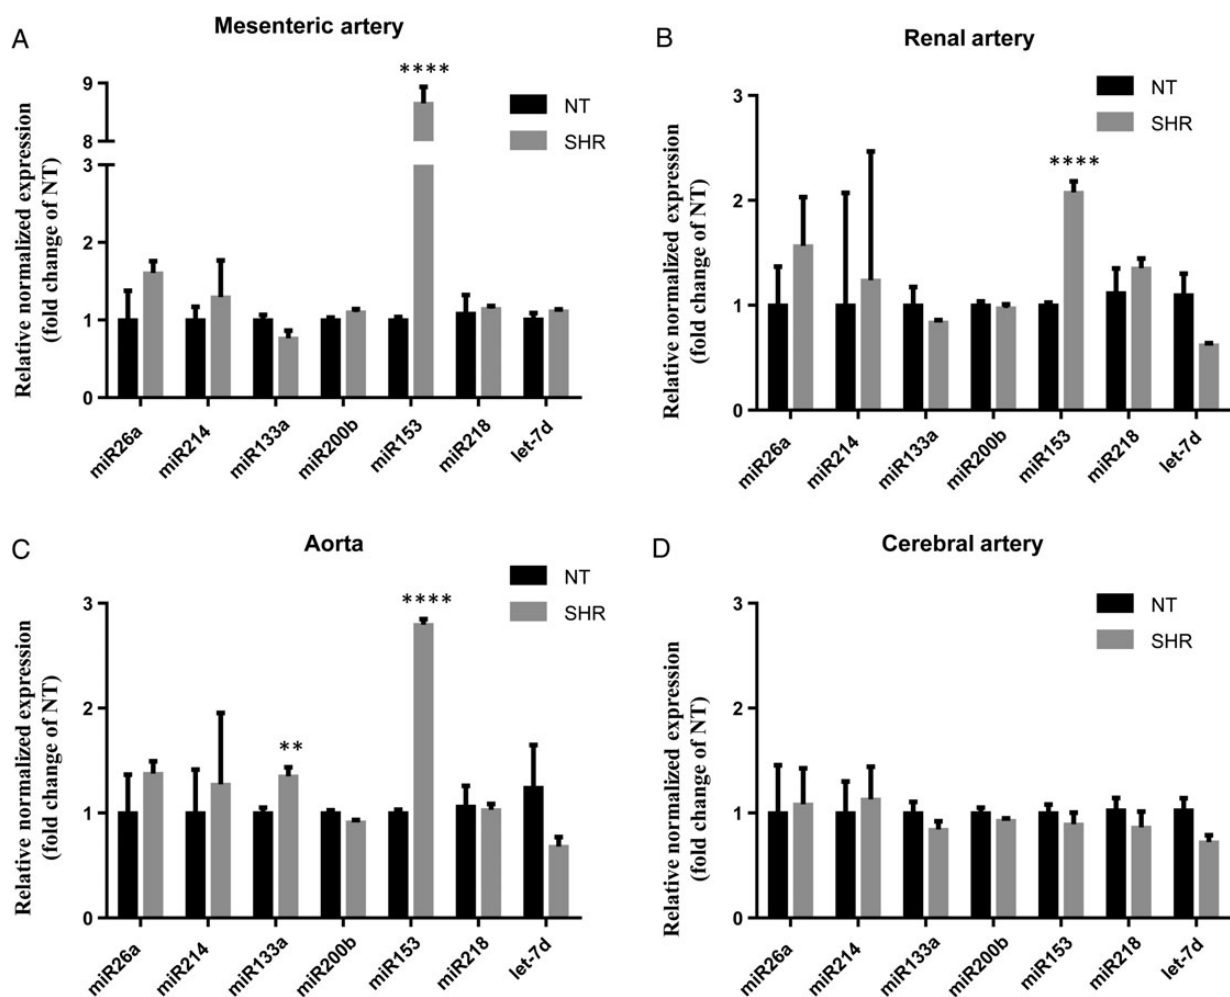 A
Mesenteric artery
Relative normalized expression
(fold change of NT)
9
8
3
2
1
0
****
NT
SHR
miR26a
miR214
miR133a
miR200b
miR153
miR218
let-7d
B
Renal artery
Relative normalized expression
(fold change of NT)
3
2
1
0
****
NT
SHR
miR26a
miR214
miR133a
miR200b
miR153
miR218
let-7d
C
Aorta
Relative normalized expression
(fold change of NT)
3
2
1
0
**
****
NT
SHR
miR26a
miR214
miR133a
miR200b
miR153
miR218
let-7d
D
Cerebral artery
Relative normalized expression
(fold change of NT)
3
2
1
0
NT
SHR
miR26a
miR214
miR133a
miR200b
miR153
miR218
let-7d